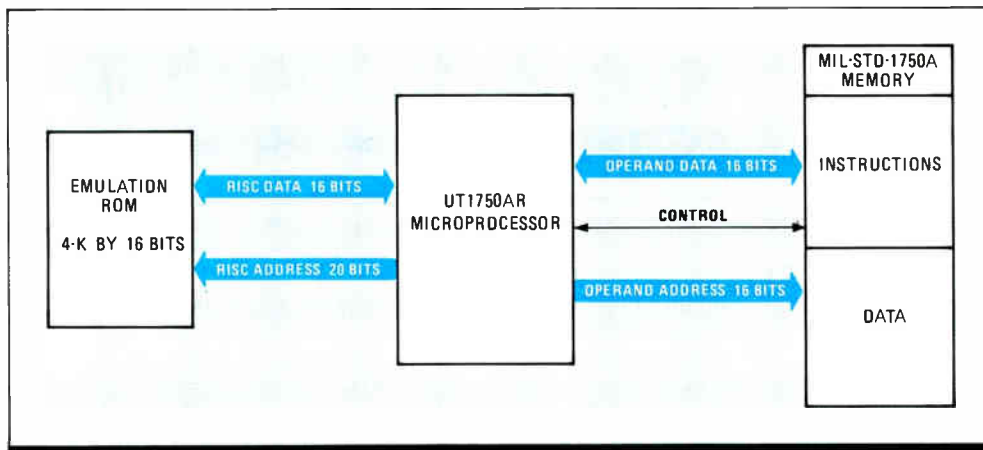 EMULATION
ROM
4-K BY 16 BITS
RISC DATA 16 BITS
RISC ADDRESS 20 BITS
UT1750AR
MICROPROCESSOR
OPERAND DATA 16 BITS
CONTROL
OPERAND ADDRESS 16 BITS
MIL-STD-1750A
MEMORY
INSTRUCTIONS
DATA